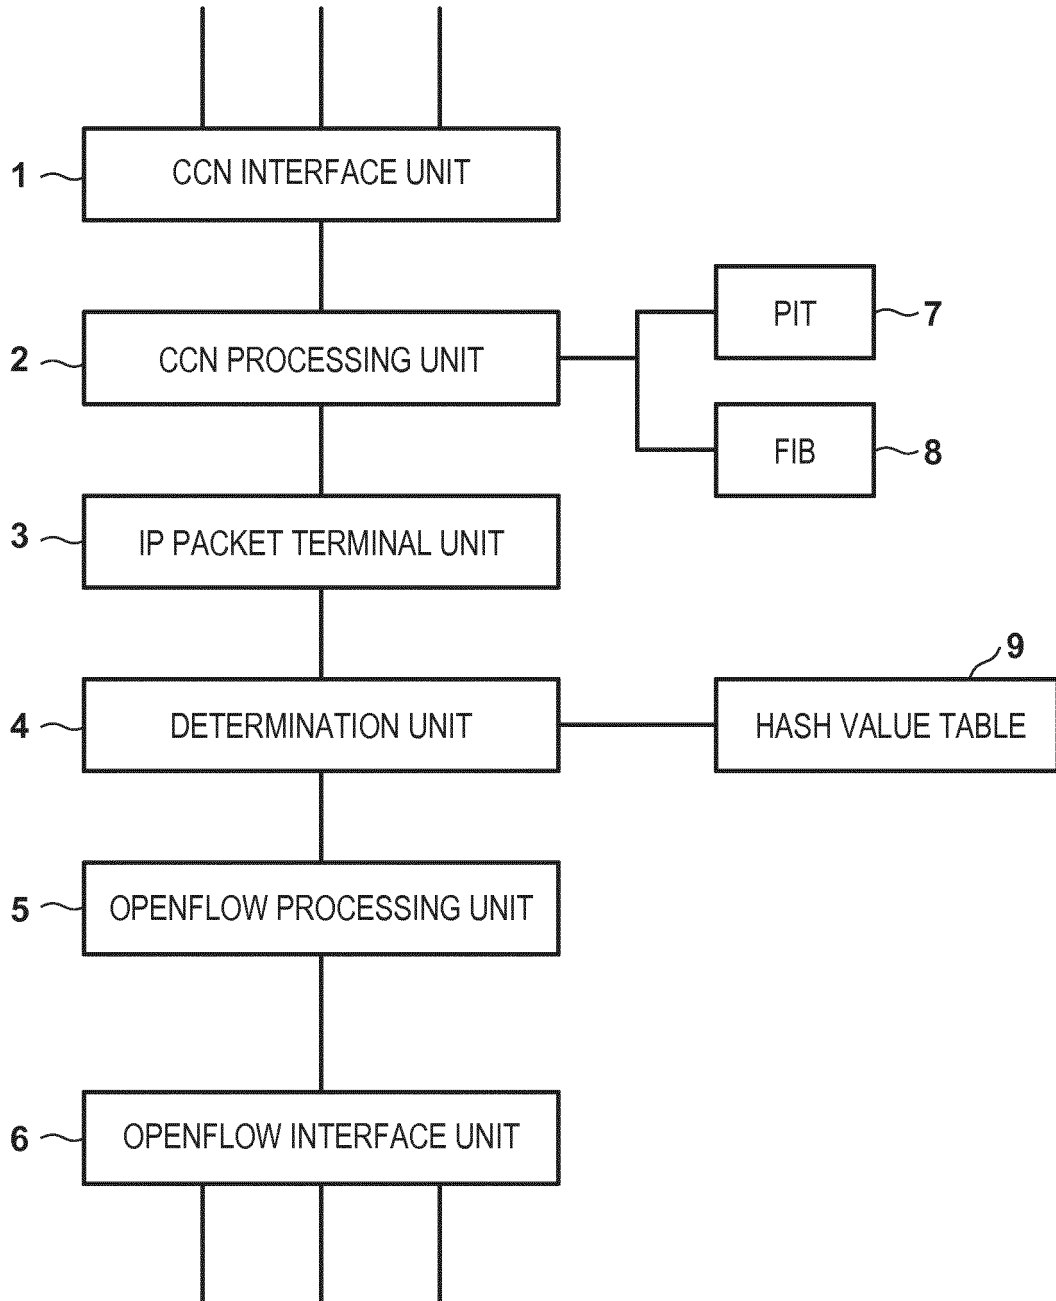 1 CCN INTERFACE UNIT
PIT 7
2 CCN PROCESSING UNIT
FIB 8
3 IP PACKET TERMINAL UNIT
9
4 DETERMINATION UNIT HASH VALUE TABLE
5 OPENFLOW PROCESSING UNIT
6 OPENFLOW INTERFACE UNIT